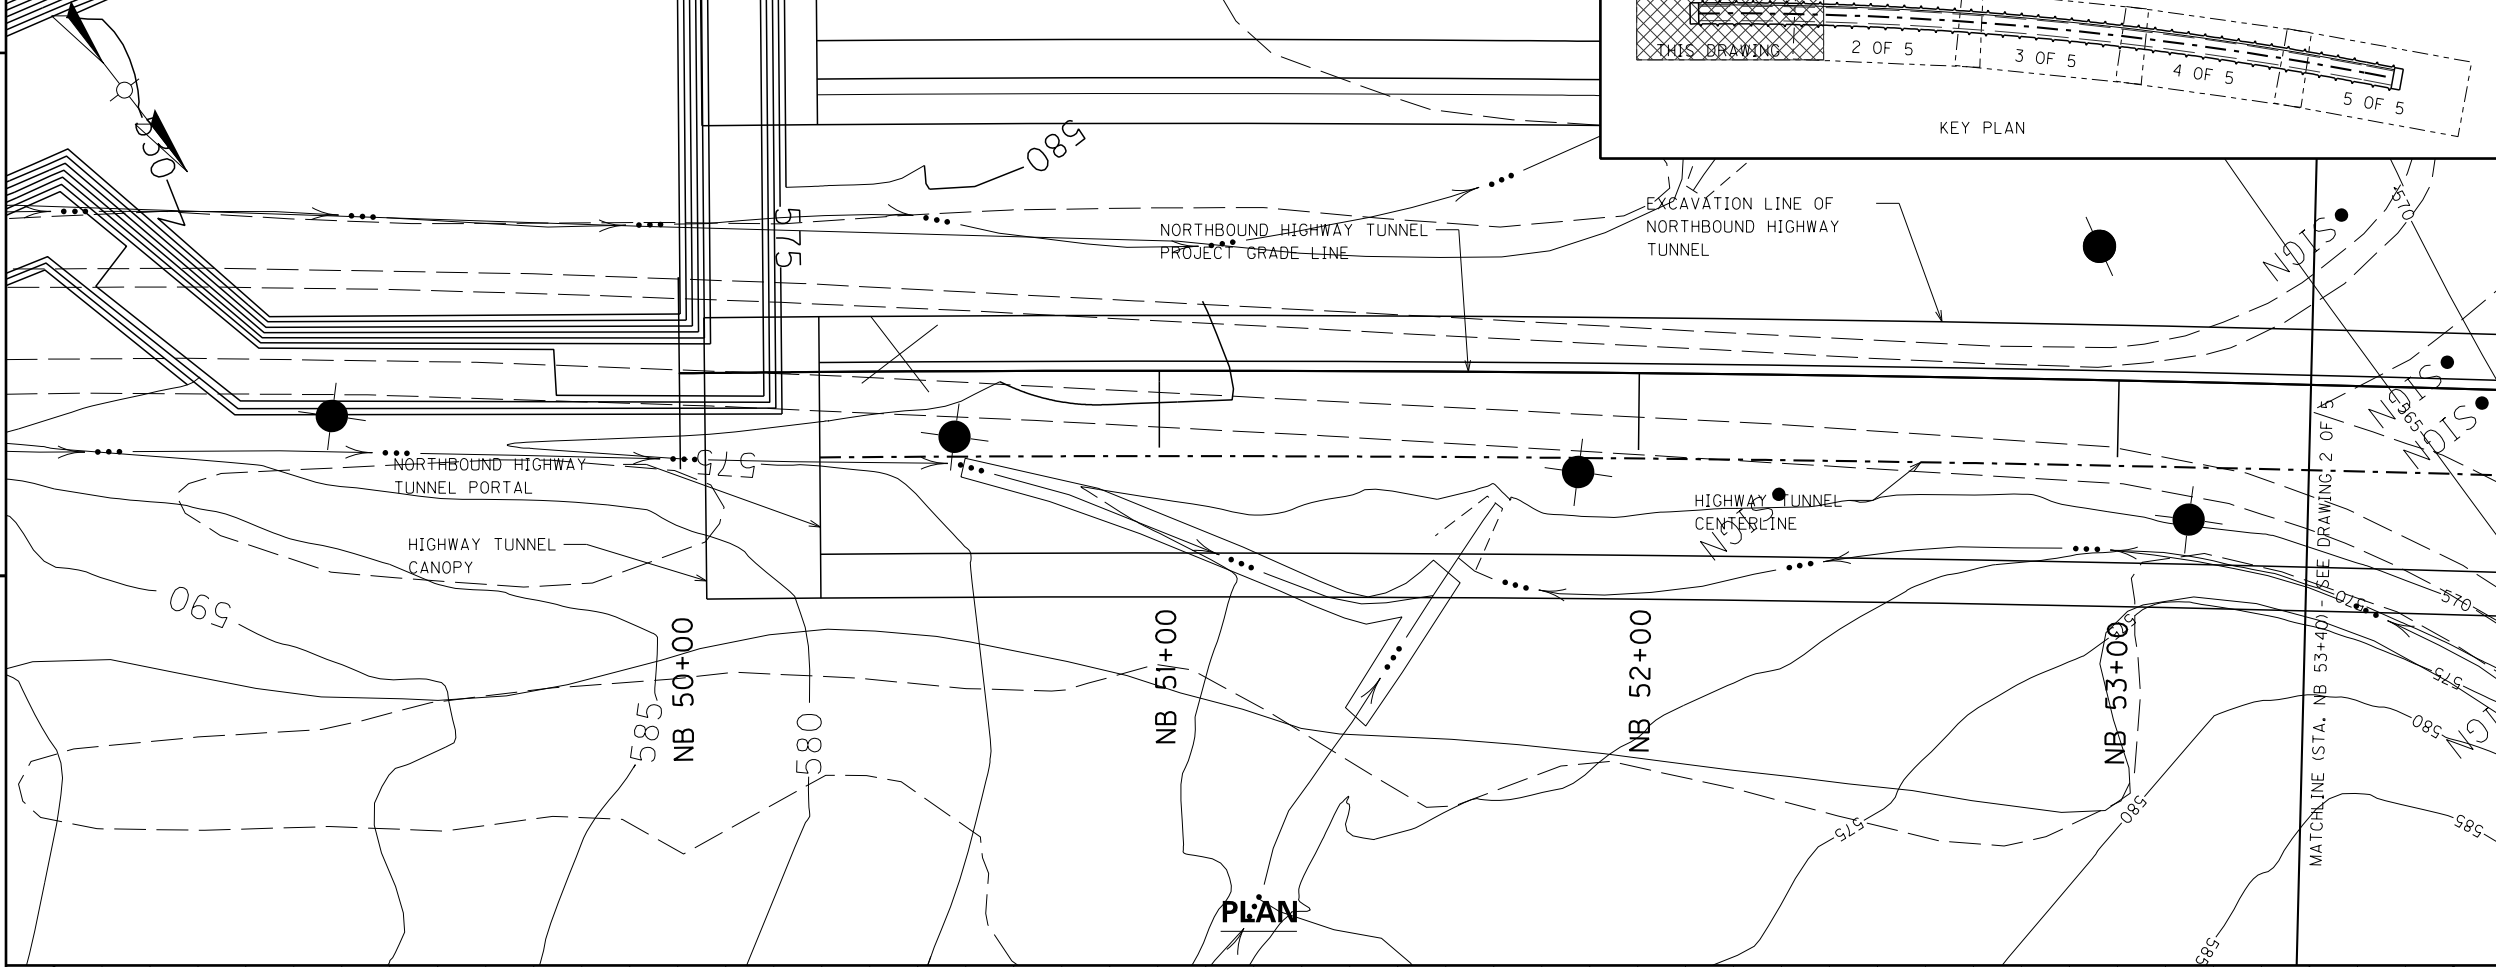 THIS DRAWING
2 OF 5
3 OF 5
4 OF 5
5 OF 5
KEY PLAN
580
575
570
EXCAVATION LINE OF
NORTHBOUND HIGHWAY
TUNNEL
NORTHBOUND HIGHWAY TUNNEL
PROJECT GRADE LINE
SIGN
SIGN
SIGN
565
NORTHBOUND HIGHWAY
TUNNEL PORTAL
575
HIGHWAY TUNNEL
CENTERLINE
SIGN
HIGHWAY TUNNEL
CANOPY
590
585
580
NB 50+00
NB 51+00
NB 52+00
NB 53+00
575
580
585
MATCHLINE (STA. NB 53+40) - SEE DRAWING 2 OF 5
570
570
575
580
585
PLAN